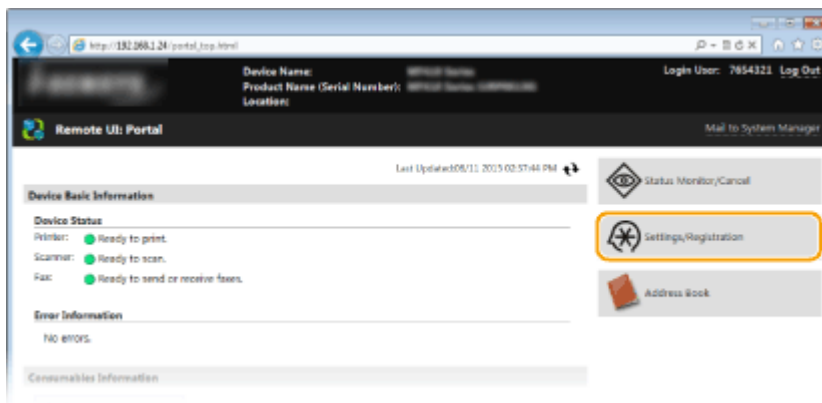 http://192.168.1.24/portal_top.html
Device Name:
Product Name (Serial Number):
Location:
Login User: 7654321 Log Out
Remote UI: Portal
Mail to System Manager
Last Updated:08/11 2015 02:57:44 PM
Device Basic Information
Device Status
Printer: Ready to print.
Scanner: Ready to scan.
Fax: Ready to send or receive faxes.
Error Information
No errors.
Consumables Information
Status Monitor/Cancel
Settings/Registration
Address Book